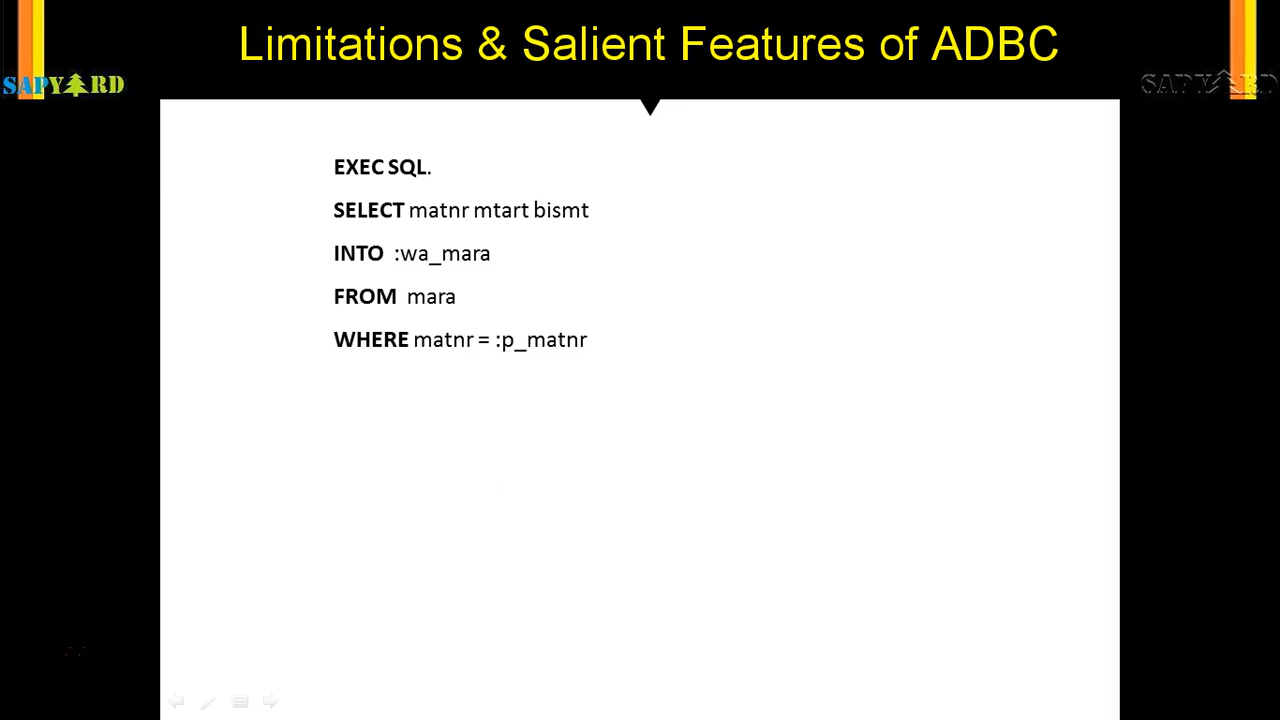 Limitations & Salient Features of ADBC
SAPYARD
SAPYARD
EXEC SQL.
SELECT matnr mtart bismt
INTO :wa_mara
FROM mara
WHERE matnr = :p_matnr